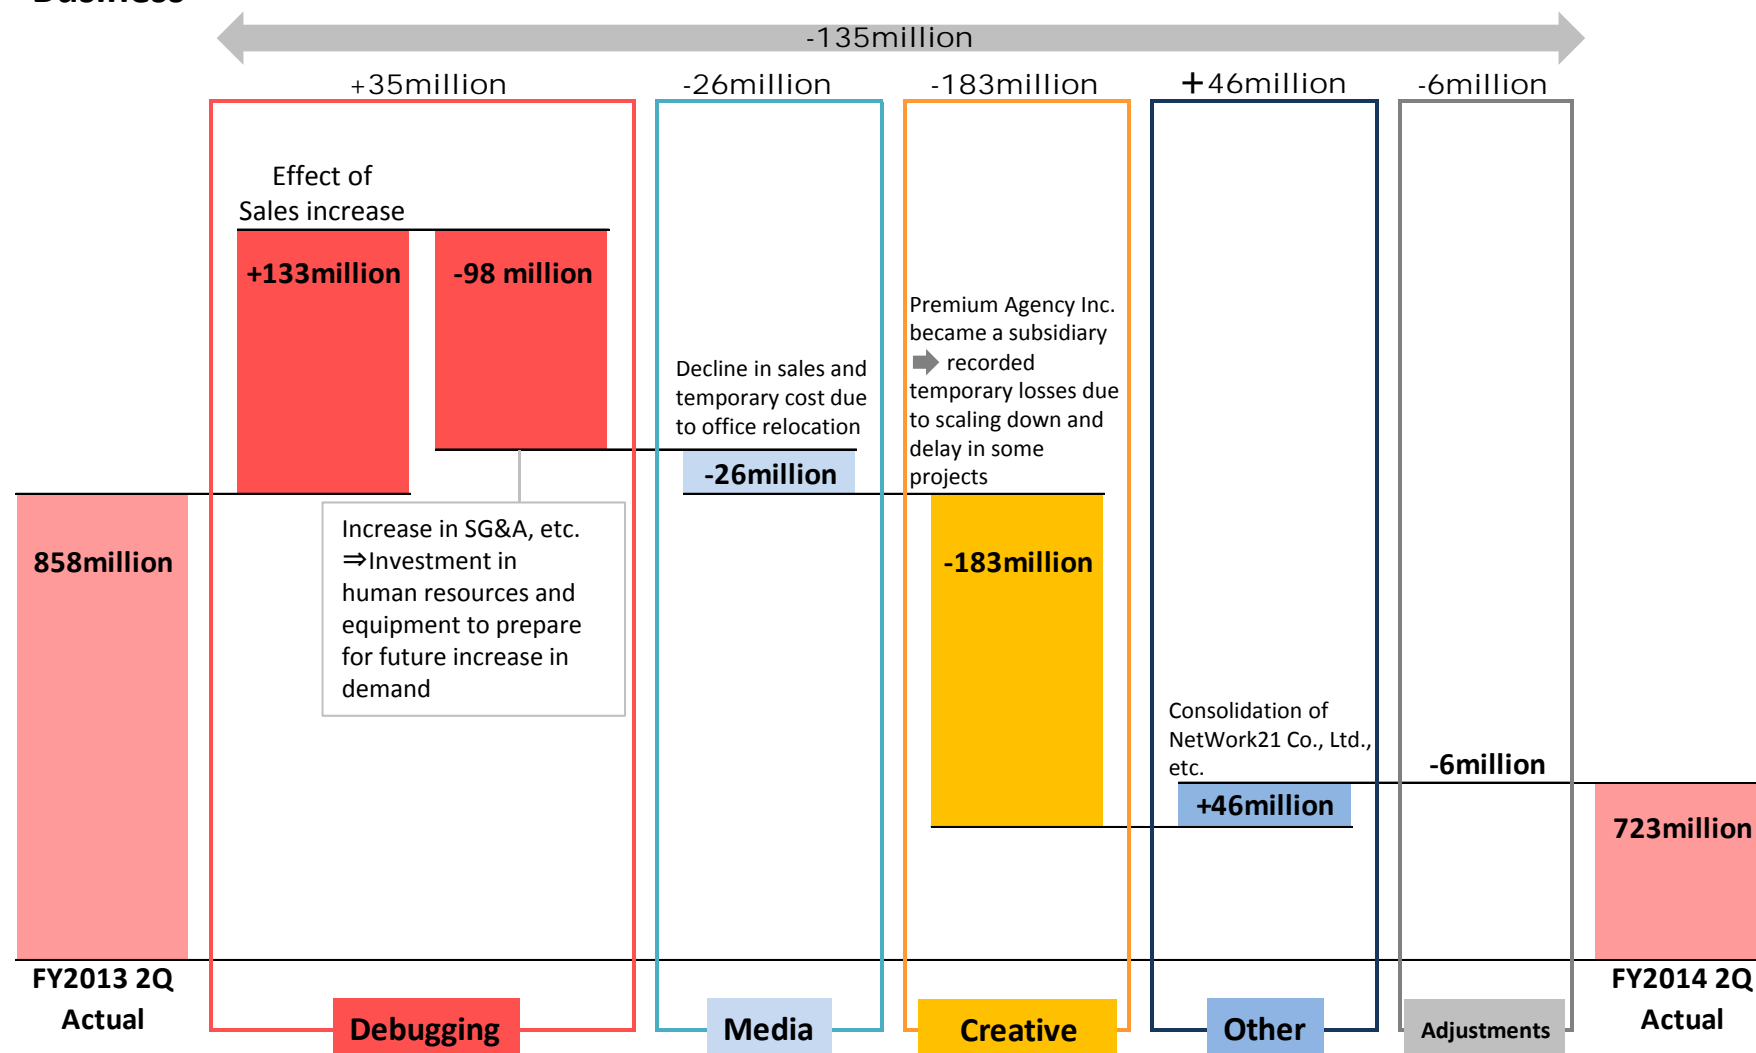 -135million
+35million
-26million
-183million
+46million
-6million
Effect of
Sales increase
+133million
-98 million
Increase in SG&A, etc.
⇒Investment in
human resources and
equipment to prepare
for future increase in
demand
Decline in sales and
temporary cost due
to office relocation
-26million
Premium Agency Inc.
became a subsidiary
recorded
temporary losses due
to scaling down and
delay in some
projects
-183million
Consolidation of
NetWork21 Co., Ltd.,
etc.
+46million
-6million
858million
723million
FY2013 2Q
Actual
Debugging
Media
Creative
Other
Adjustments
FY2014 2Q
Actual